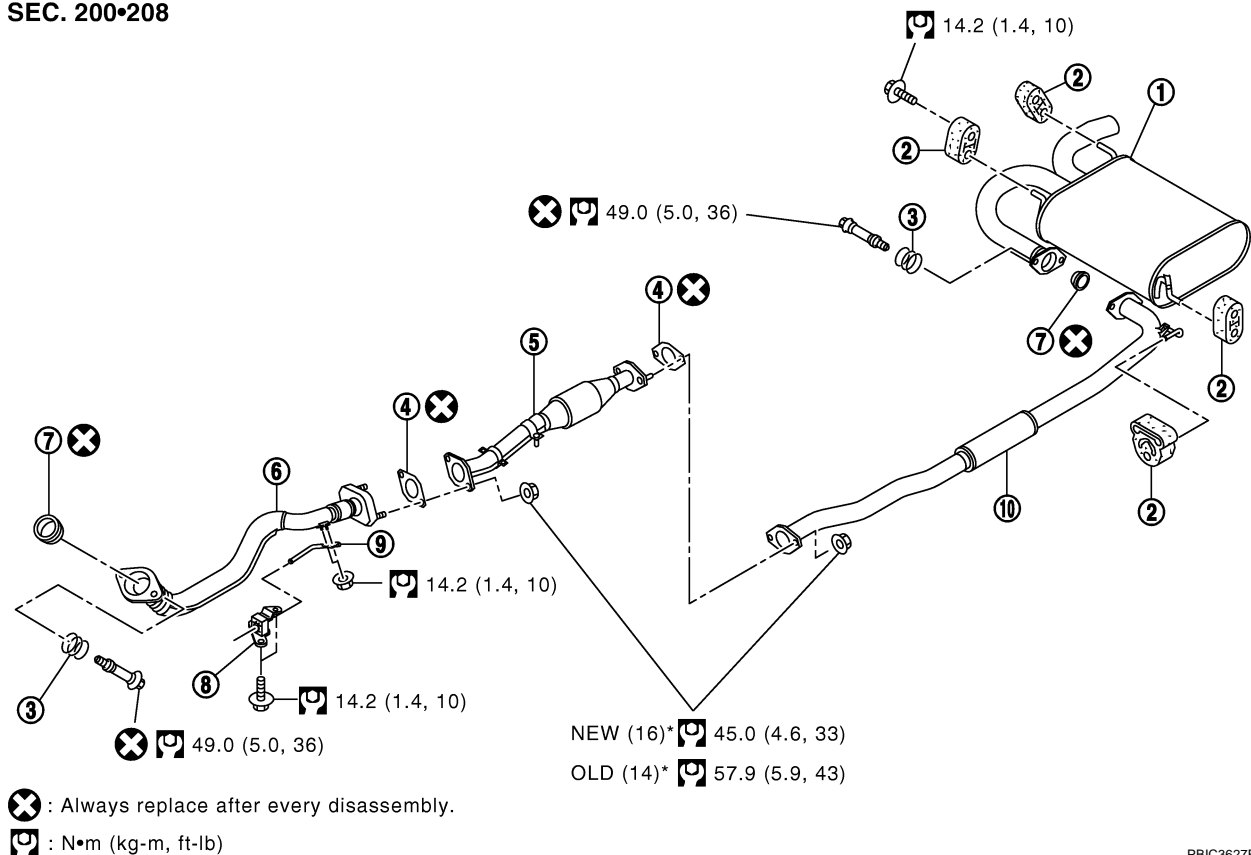 SEC. 200•208
14.2 (1.4, 10)
2
1
2
49.0 (5.0, 36)
3
4
7
5
2
4
7
6
2
10
9
14.2 (1.4, 10)
8
3
14.2 (1.4, 10)
49.0 (5.0, 36)
NEW (16)* 45.0 (4.6, 33)
OLD (14)* 57.9 (5.9, 43)
: Always replace after every disassembly.
: N•m (kg-m, ft-lb)